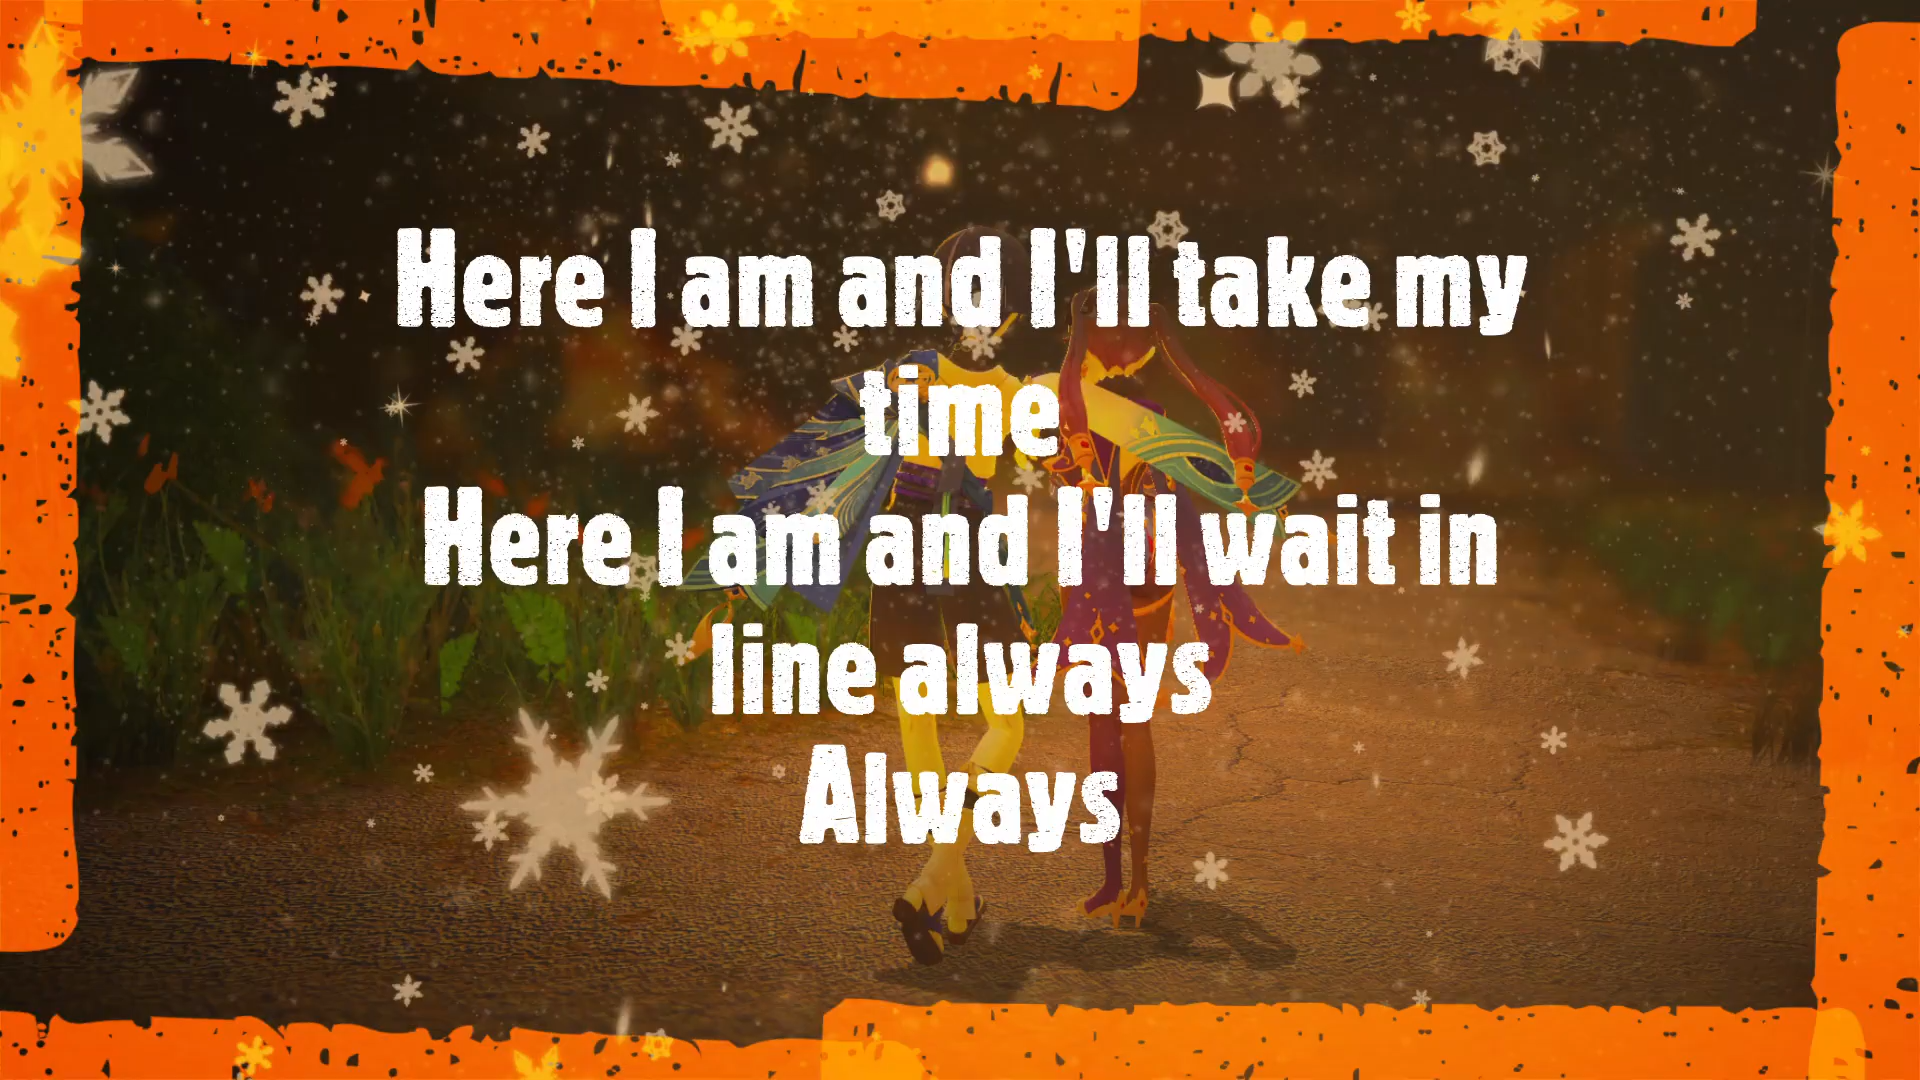 Here I am and I'll take my
time
Here I am and I'll wait in
line always
Always